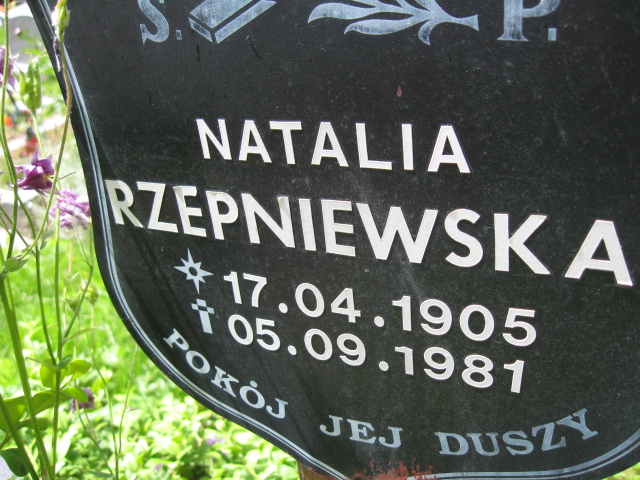 S. P.
NATALIA
RZEPNIEWSKA
17.04.1905
05.09.1981
POKÓJ JEJ DUSZY